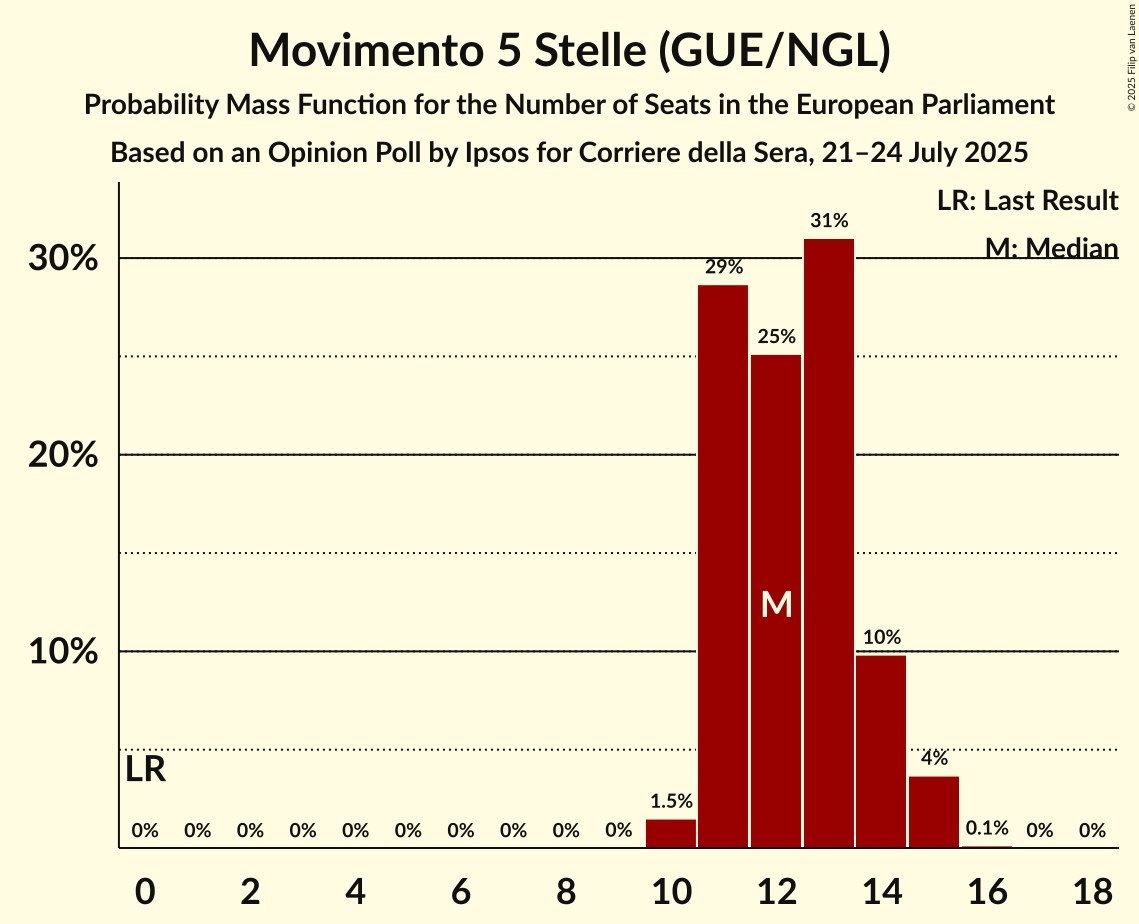 Movimento 5 Stelle (GUE/NGL)
Probability Mass Function for the Number of Seats in the European Parliament
Based on an Opinion Poll by Ipsos for Corriere della Sera, 21–24 July 2025
© 2025 Filip van Laenen
LR: Last Result
M: Median
30%
20%
10%
31%
29%
25%
M
10%
4%
LR
1.5%
0% 0% 0% 0% 0% 0% 0% 0% 0% 0% 0.1% 0% 0%
0 2 4 6 8 10 12 14 16 18